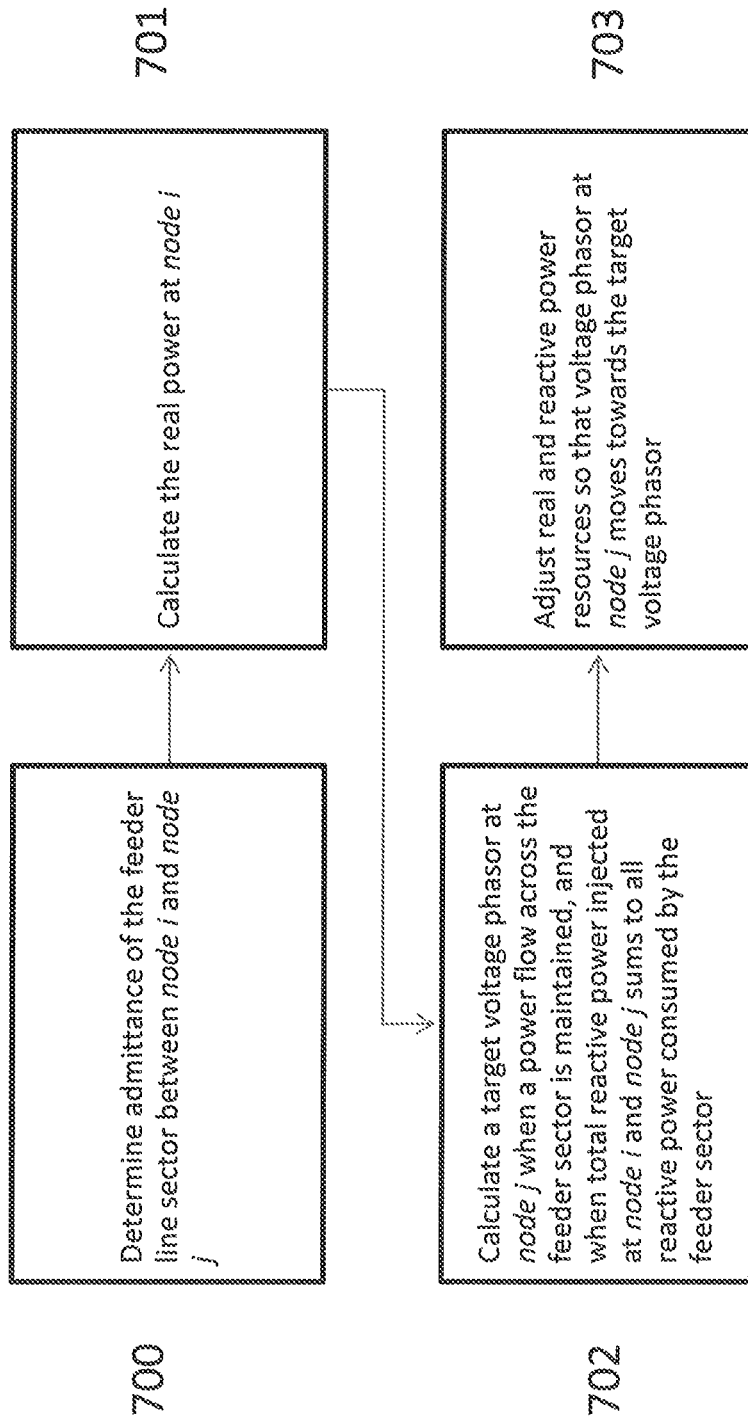 700
Determine admittance of the feeder
line sector between node i and node
j
Calculate the real power at node i
701
702
Calculate a target voltage phasor at
node j when a power flow across the
feeder sector is maintained, and
when total reactive power injected
at node i and node j sums to all
reactive power consumed by the
feeder sector
Adjust real and reactive power
resources so that voltage phasor at
node j moves towards the target
voltage phasor
703